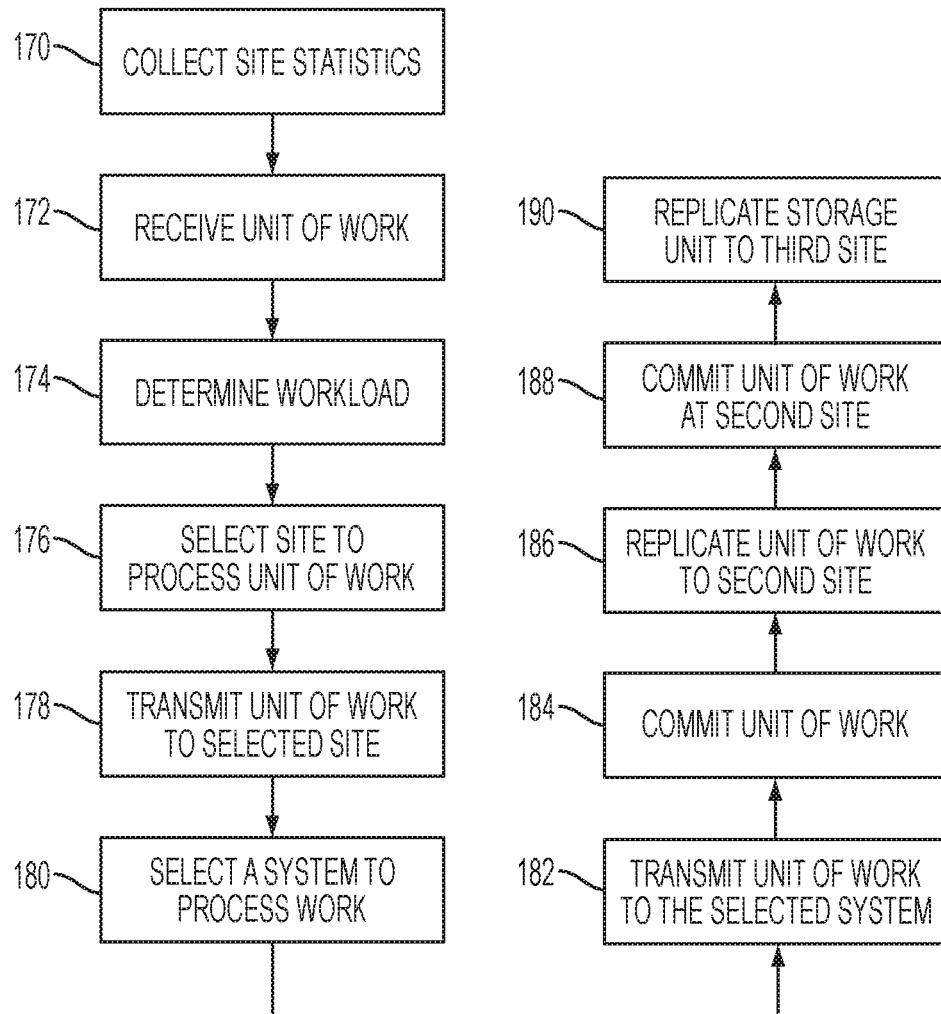 170
COLLECT SITE STATISTICS
172
RECEIVE UNIT OF WORK
174
DETERMINE WORKLOAD
176
SELECT SITE TO
PROCESS UNIT OF WORK
178
TRANSMIT UNIT OF WORK
TO SELECTED SITE
180
SELECT A SYSTEM TO
PROCESS WORK
182
TRANSMIT UNIT OF WORK
TO THE SELECTED SYSTEM
184
COMMIT UNIT OF WORK
186
REPLICATE UNIT OF WORK
TO SECOND SITE
188
COMMIT UNIT OF WORK
AT SECOND SITE
190
REPLICATE STORAGE
UNIT TO THIRD SITE